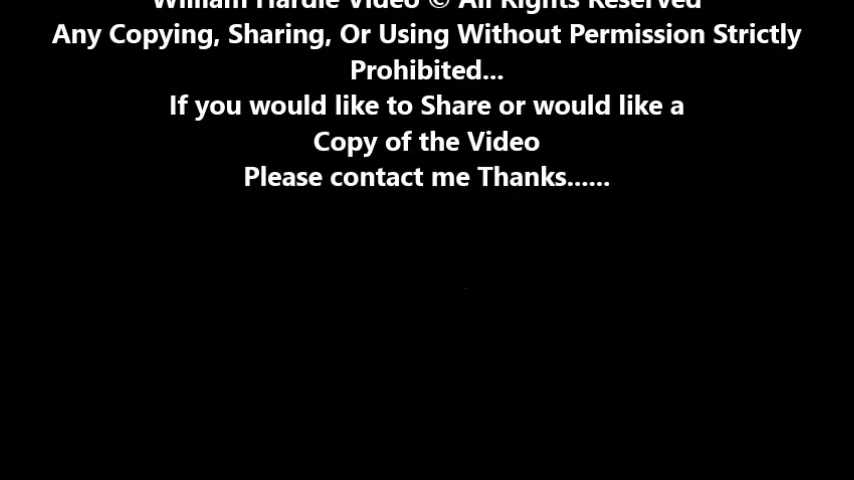 William Hardie Video © All Rights Reserved
Any Copying, Sharing, Or Using Without Permission Strictly
Prohibited...
If you would like to Share or would like a
Copy of the Video
Please contact me Thanks......